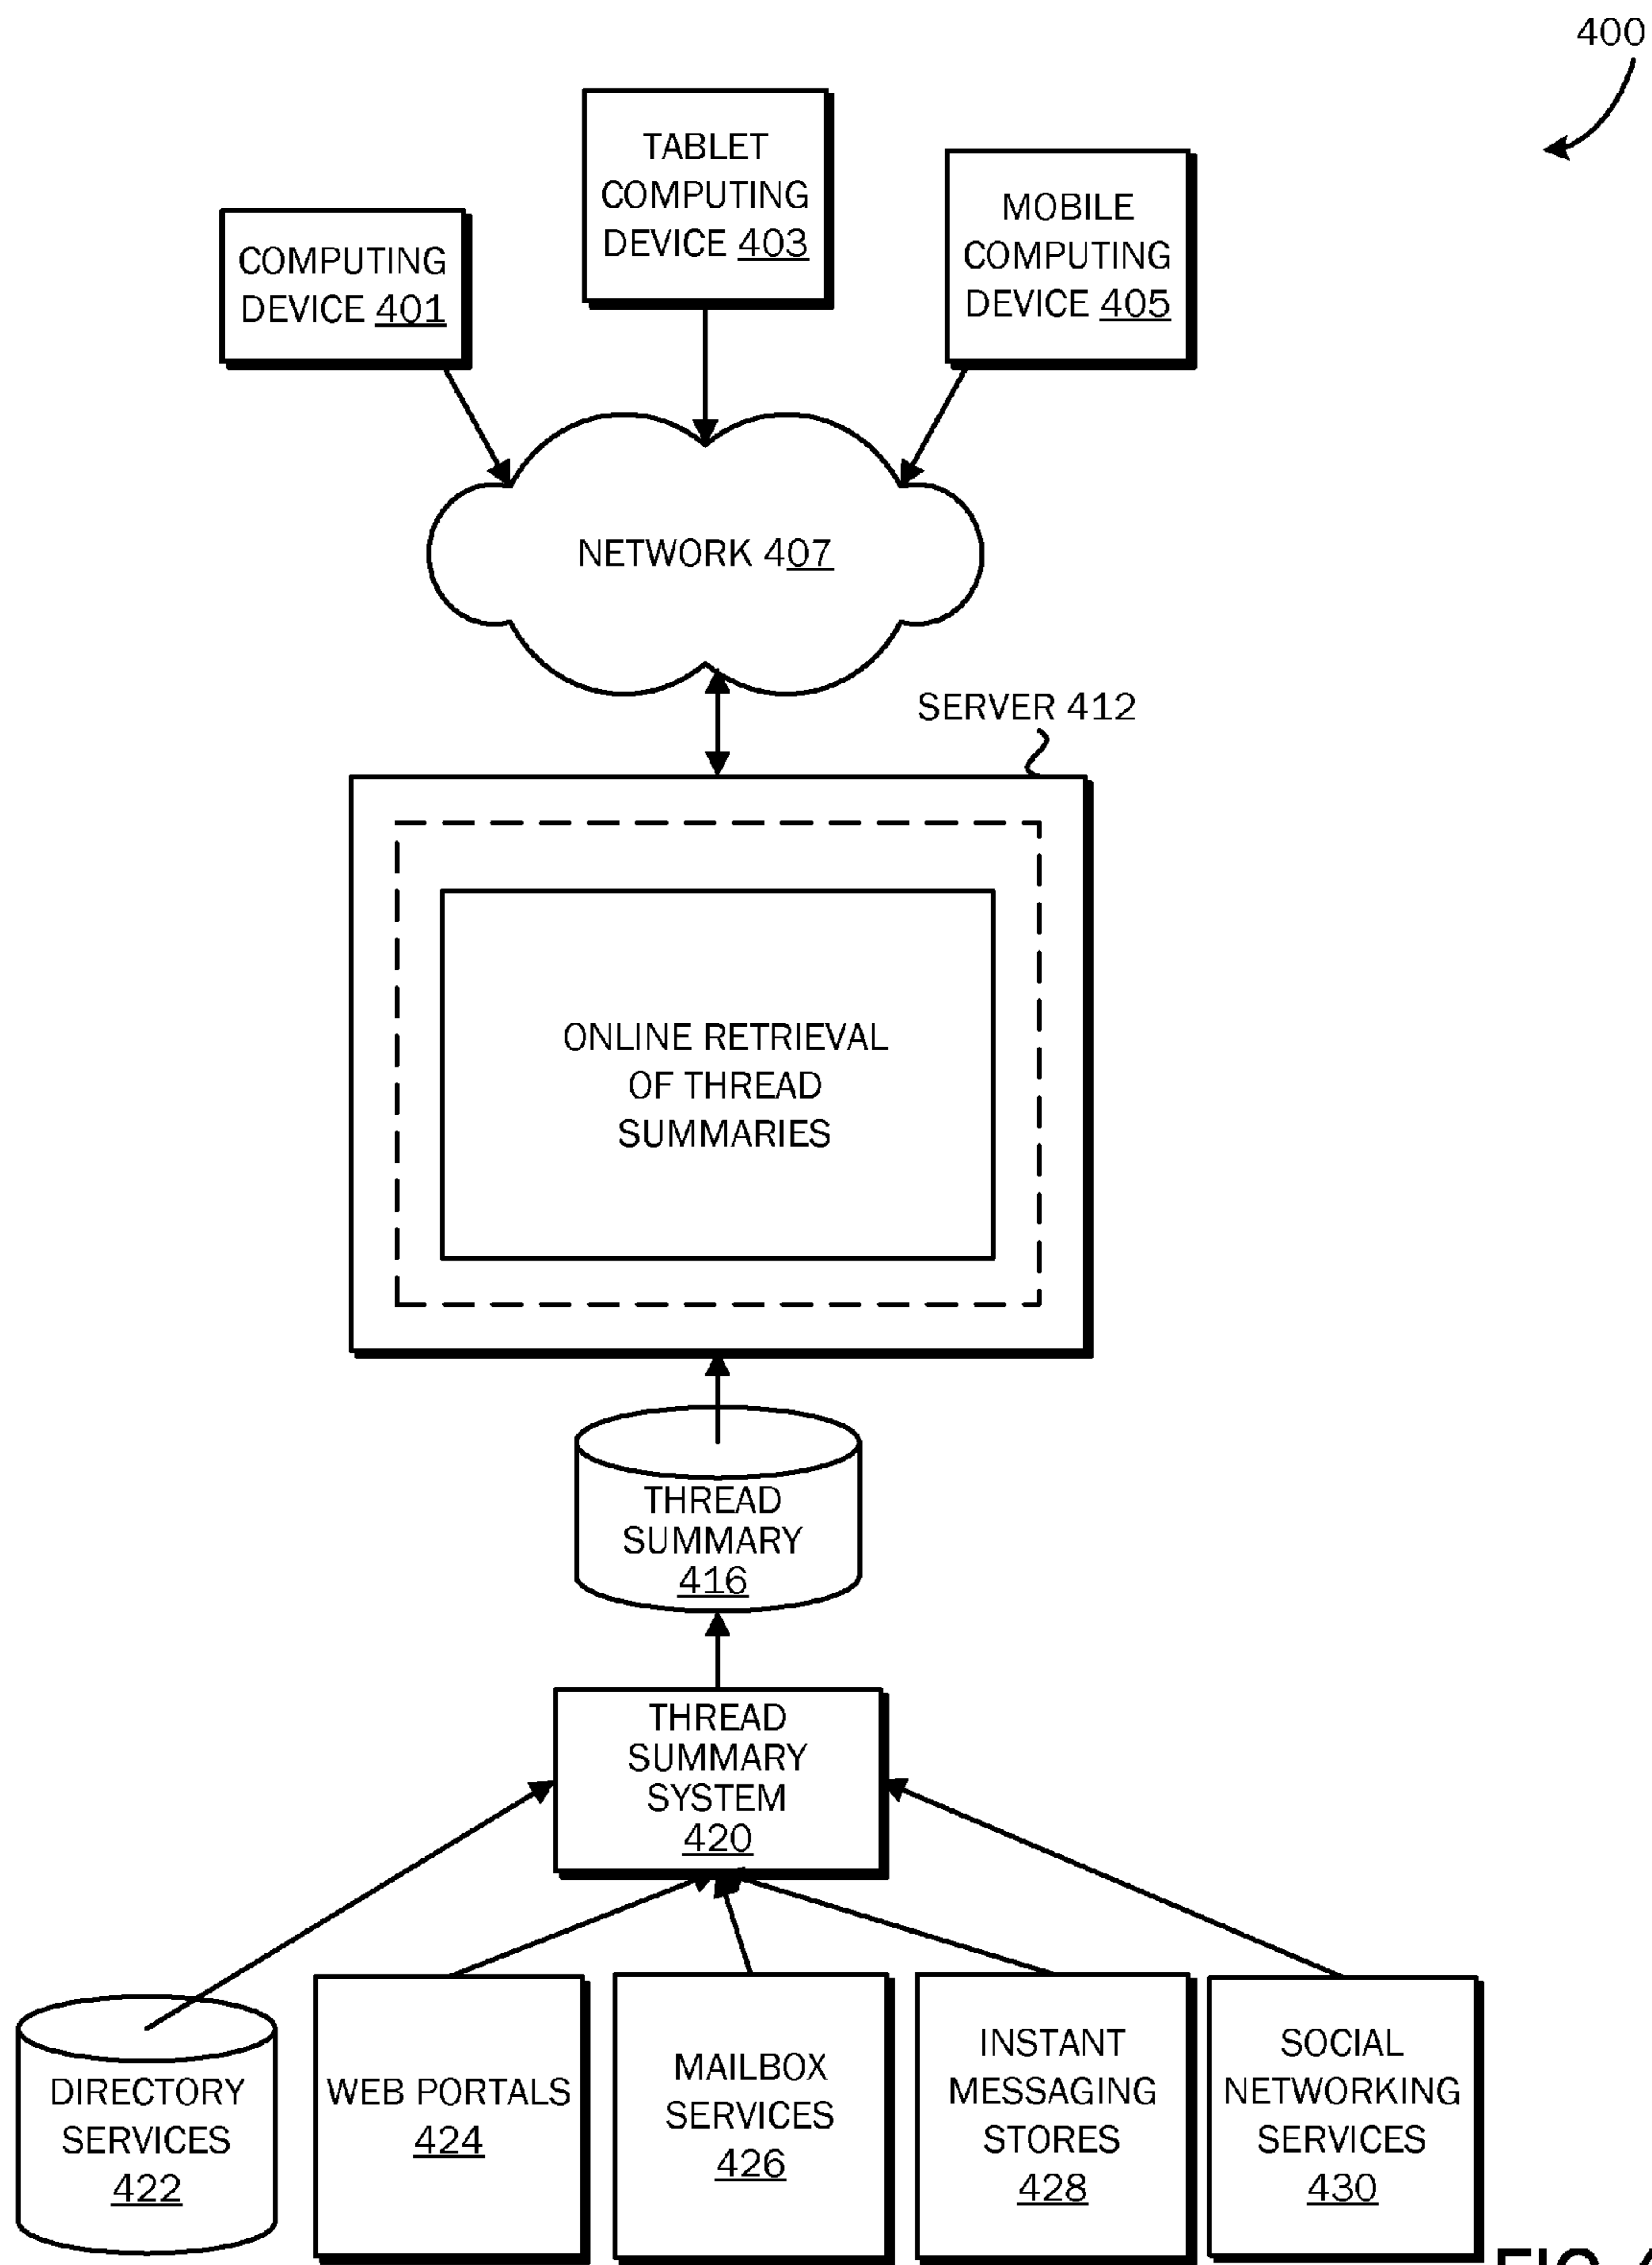 400
TABLET
COMPUTING
DEVICE 403
MOBILE
COMPUTING
DEVICE 405
COMPUTING
DEVICE 401
NETWORK 407
SERVER 412
ONLINE RETRIEVAL
OF THREAD
SUMMARIES
THREAD
SUMMARY
416
THREAD
SUMMARY
SYSTEM
420
DIRECTORY
SERVICES
422
WEB PORTALS
424
MAILBOX
SERVICES
426
INSTANT
MESSAGING
STORES
428
SOCIAL
NETWORKING
SERVICES
430